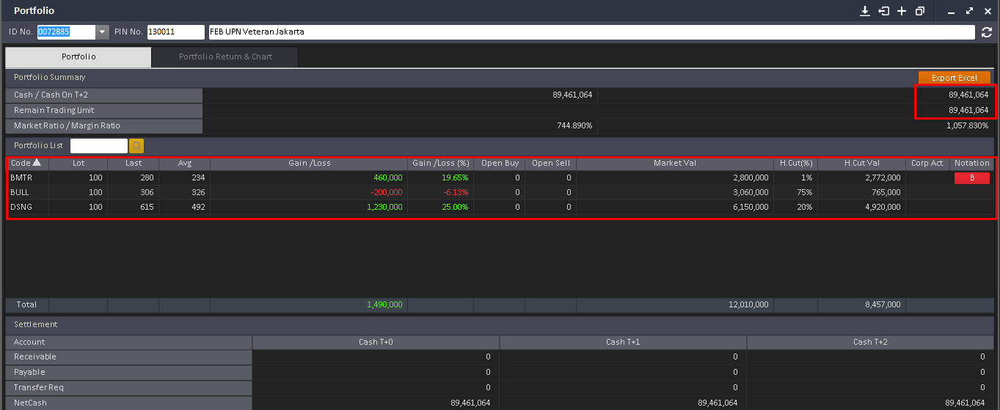 Portfolio
ID No. 0072885 PIN No. 130011 FEB UPN Veteran Jakarta
Portfolio Portfolio Return & Chart
Portfolio Summary Export Excel
Cash / Cash On T+2 89,461,064 89,461,064
Remain Trading Limit 89,461,064
Market Ratio / Margin Ratio 744.890% 1,057.830%
Portfolio List
Code Lot Last Avg Gain /Loss Gain /Loss (%) Open Buy Open Sell Market Val H.Cut(%) H.Cut Val Corp Act. Notation
BMTR 100 280 234 460,000 19.65% 0 0 2,800,000 1% 2,772,000 B
BULL 100 306 326 -200,000 -6.13% 0 0 3,060,000 75% 765,000
DSNG 100 615 492 1,230,000 25.00% 0 0 6,150,000 20% 4,920,000
Total 1,490,000 12,010,000 8,457,000
Settlement
Account Cash T+0 Cash T+1 Cash T+2
Receivable 0 0 0
Payable 0 0 0
Transfer Req 0 0 0
NetCash 89,461,064 89,461,064 89,461,064